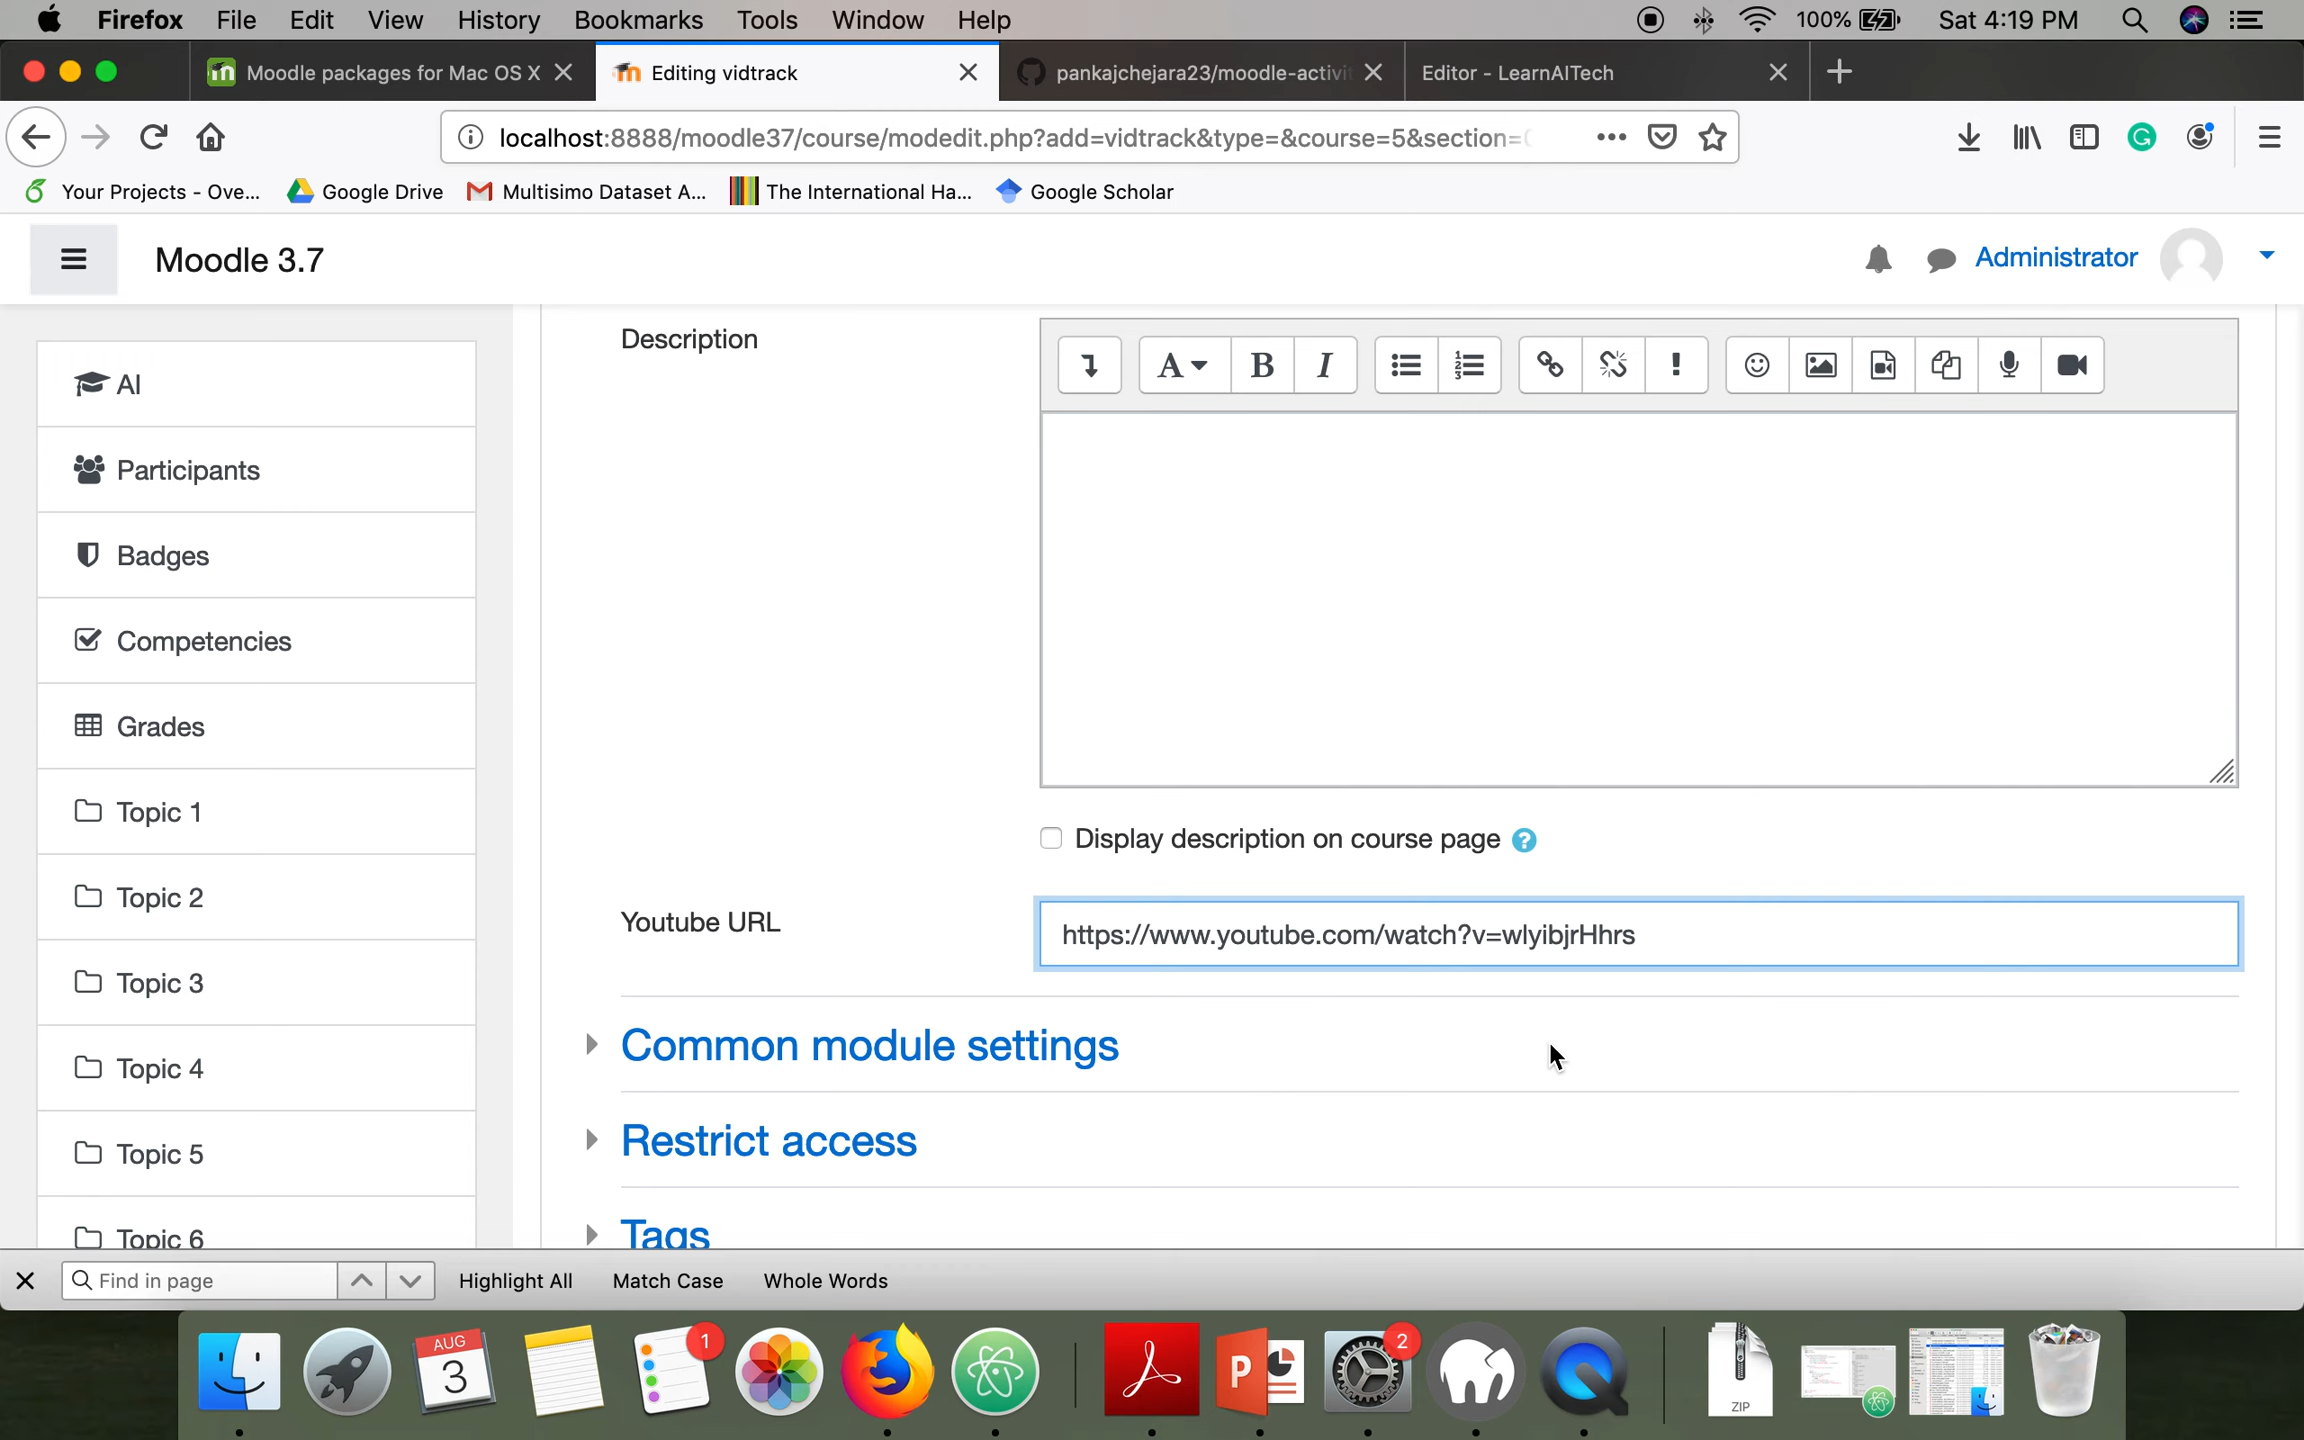 Firefox File Edit View History Bookmarks Tools Window Help 100% Sat 4:19 PM
Moodle packages for Mac OS X Editing vidtrack pankajchejara23/moodle-activi Editor - LearnAITech
localhost:8888/moodle37/course/modedit.php?add=vidtrack&type=&course=5&section=
Your Projects - Ove... Google Drive Multisimo Dataset A... The International Ha... Google Scholar
Moodle 3.7 Administrator
Description
AI
Participants
Badges
Competencies
Grades
Topic 1
Display description on course page ?
Topic 2
Youtube URL https://www.youtube.com/watch?v=wlyibjrHhrs
Topic 3
Common module settings
Topic 4
Restrict access
Topic 5
Tags
Topic 6
Find in page Highlight All Match Case Whole Words
AUG
3
1
2
P
ZIP